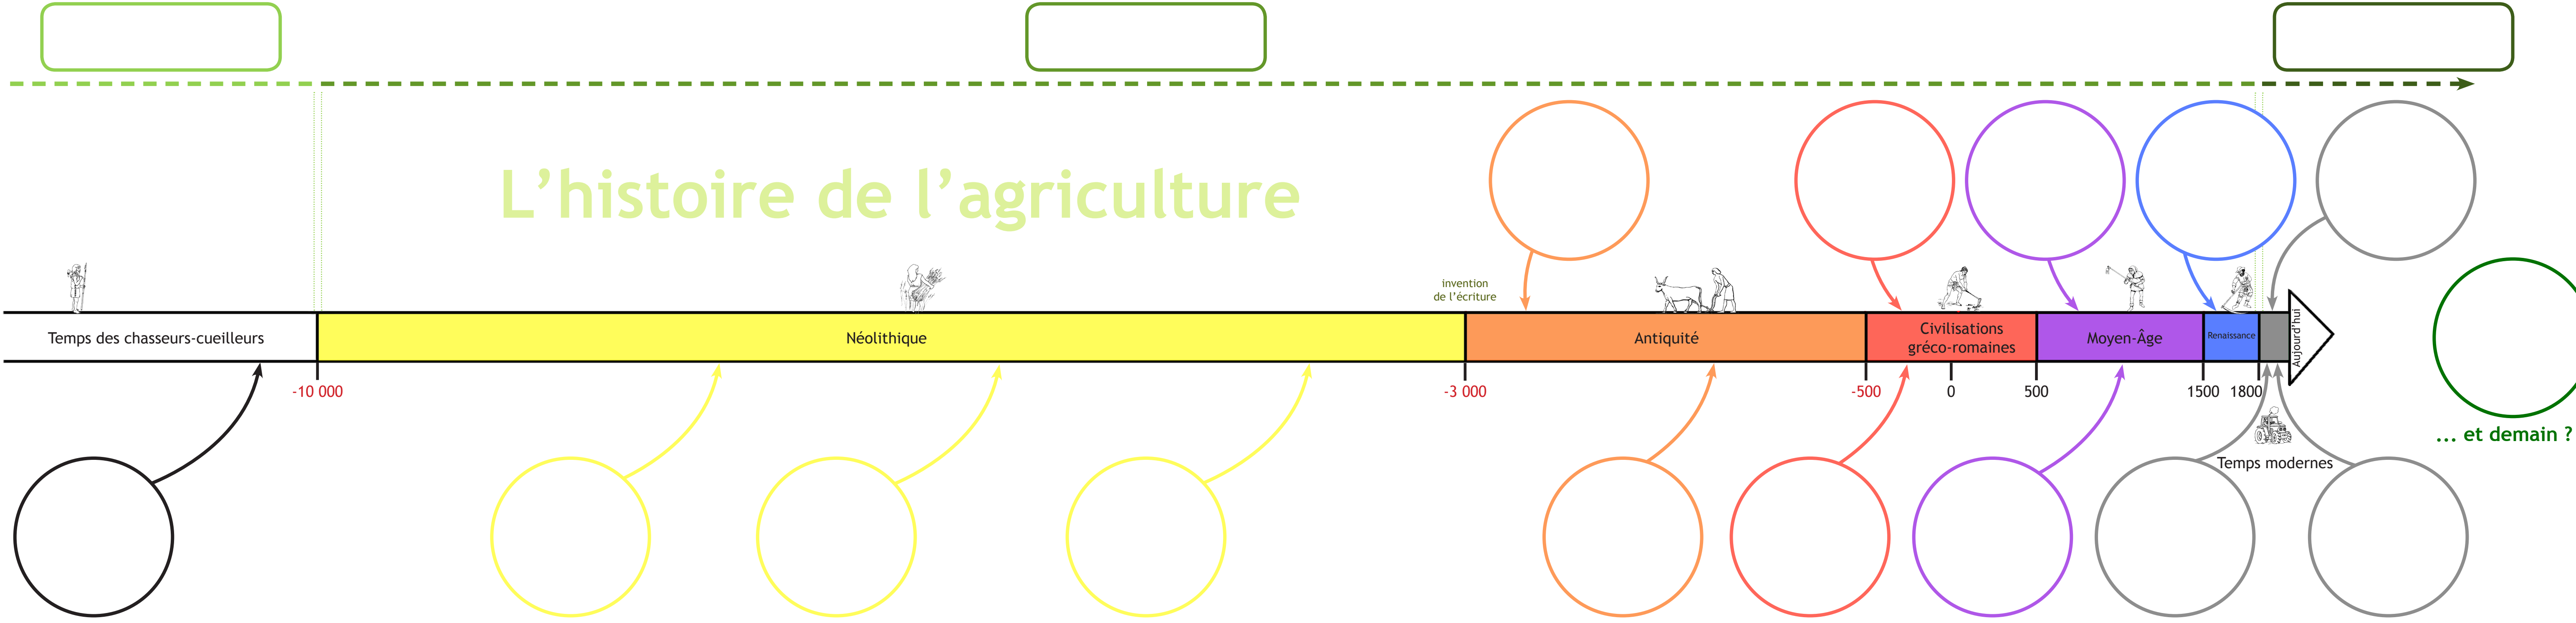 L'histoire de l'agriculture
invention
de l'écriture
Temps des chasseurs-cueilleurs
Néolithique
Antiquité
Civilisations
gréco-romaines
Moyen-Âge
Renaissance
Aujourd'hui
-10 000
-3 000
-500
0
500
1500
1800
... et demain ?
Temps modernes